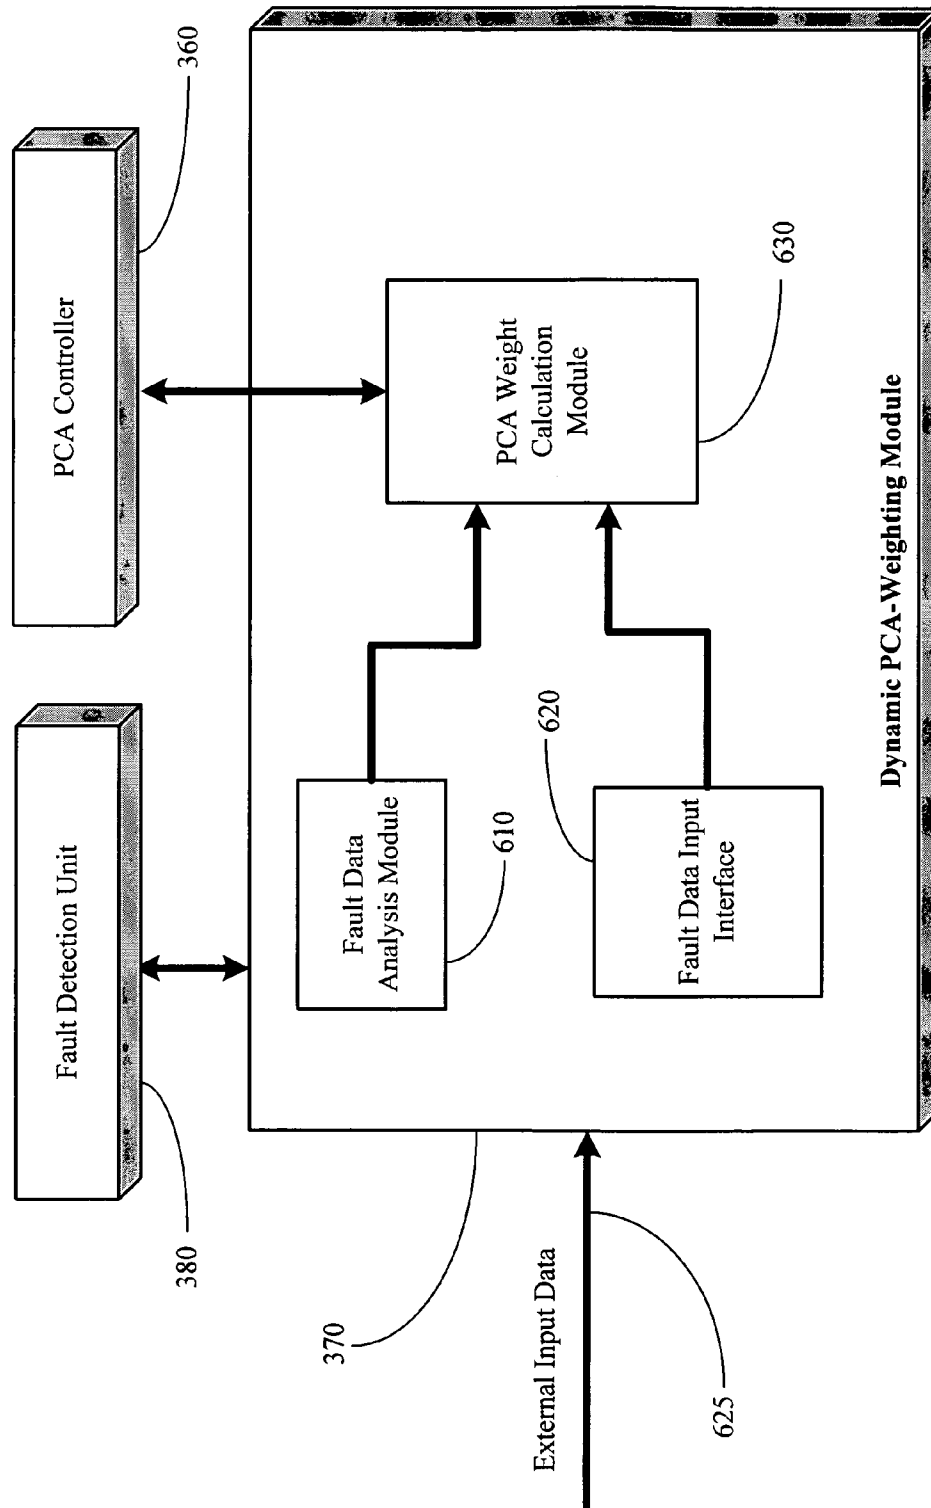 Fault Detection Unit
380
PCA Controller
360
370
External Input Data
625
Fault Data
Analysis Module
610
620
Fault Data Input
Interface
PCA Weight
Calculation
Module
630
Dynamic PCA-Weighting Module